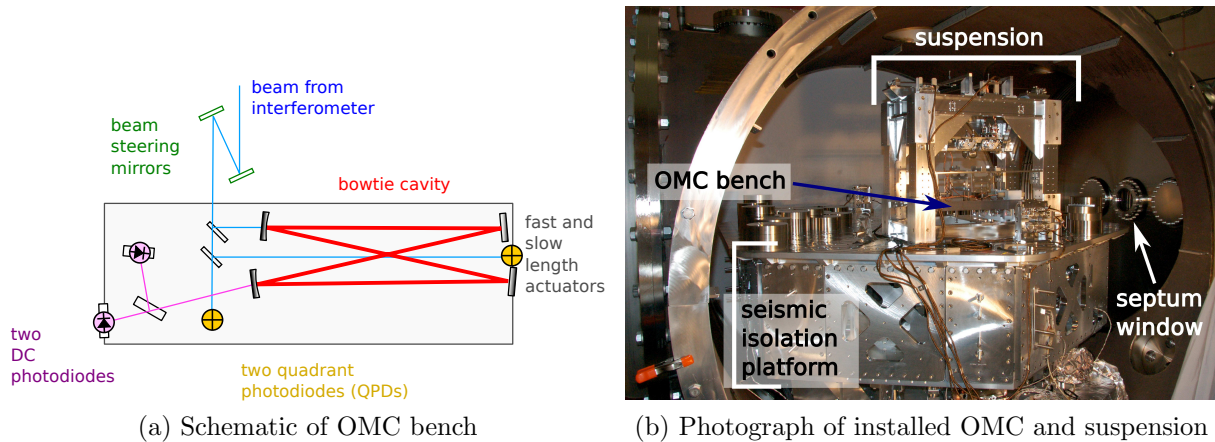 beam from
interferometer
beam
steering
mirrors
bowtie cavity
fast and
slow
length
actuators
two
DC
photodiodes
two quadrant
photodiodes (QPDs)
(a) Schematic of OMC bench
suspension
OMC bench
seismic
isolation
platform
septum
window
(b) Photograph of installed OMC and suspension